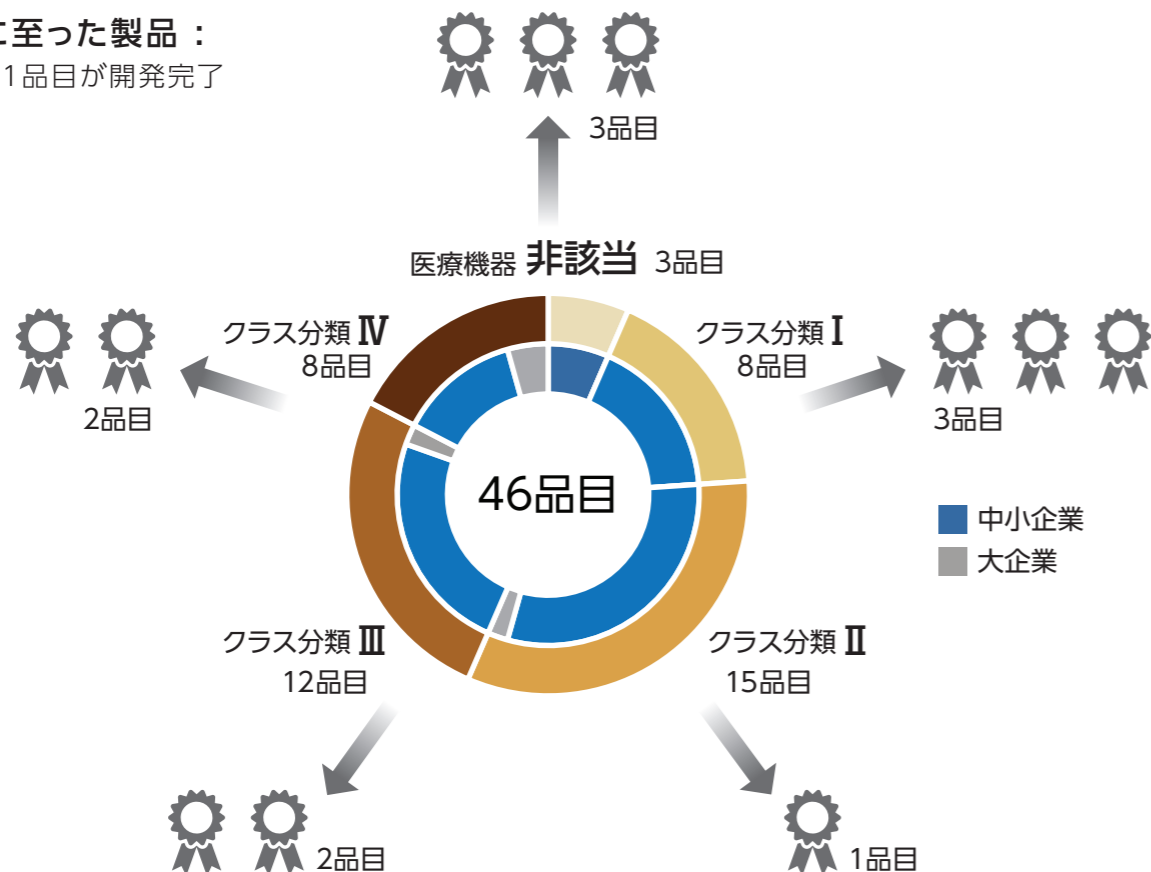 に至った製品：
1品目が開発完了
3品目
医療機器 非該当 3品目
クラス分類 Ⅳ
8品目
クラス分類 Ⅰ
8品目
2品目
3品目
46品目
中小企業
大企業
クラス分類 Ⅲ
12品目
クラス分類 Ⅱ
15品目
2品目
1品目